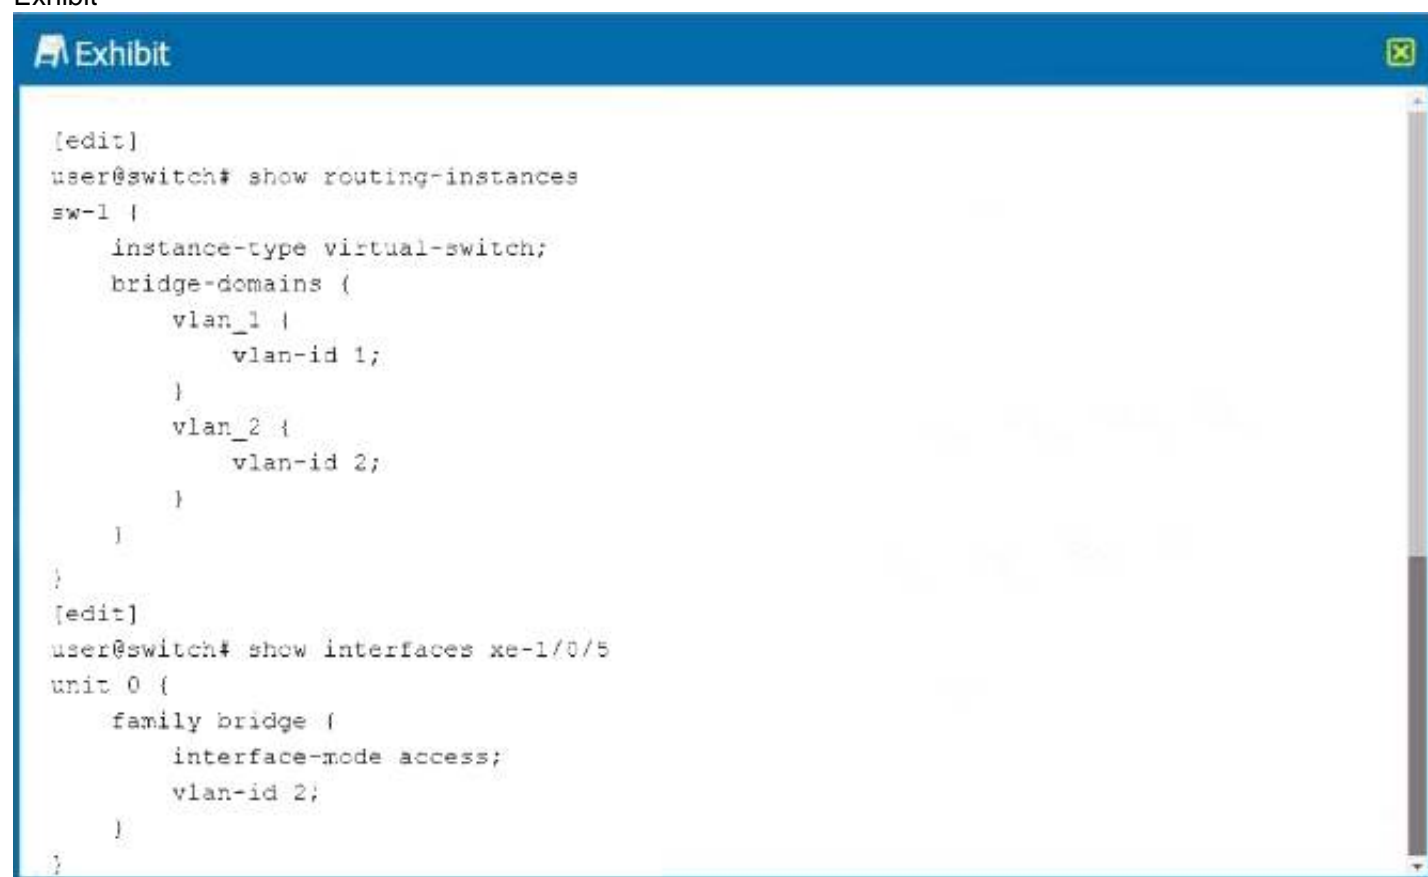 Exhibit
Exhibit
[edit]
user@switch# show routing-instances
sw-1 {
instance-type virtual-switch;
bridge-domains {
vlan_1 {
vlan-id 1;
}
vlan_2 {
vlan-id 2;
}
}
}
[edit]
user@switch# show interfaces xe-1/0/5
unit 0 {
family bridge {
interface-mode access;
vlan-id 2;
}
}